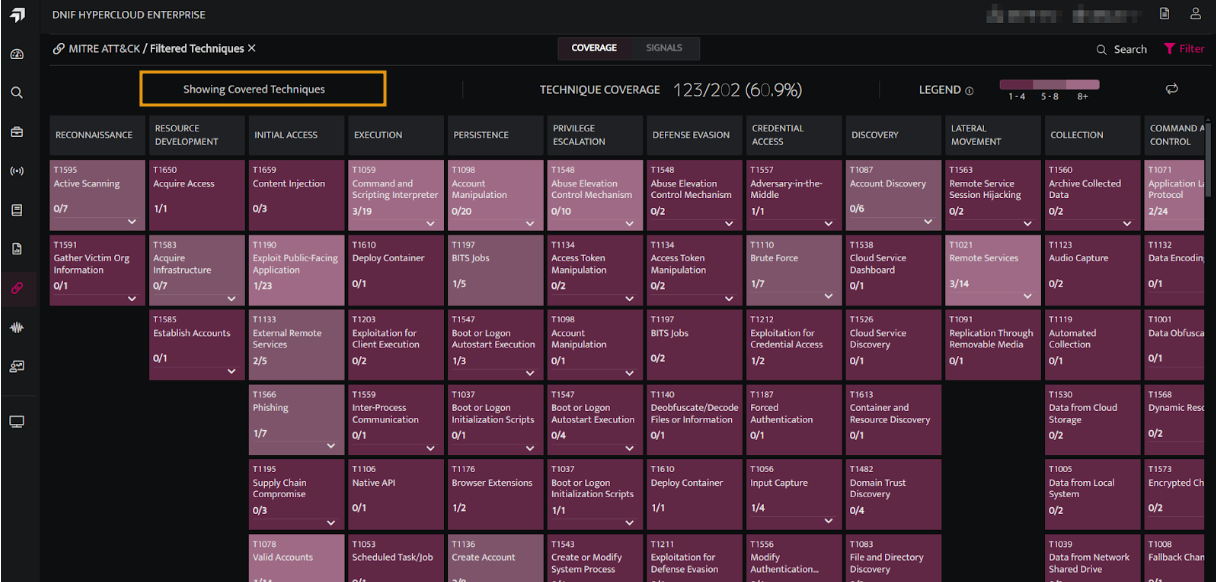 DNIF HYPERCLOUD ENTERPRISE
MITRE ATT&CK / Filtered Techniques ×
COVERAGE SIGNALS
Search Filter
Showing Covered Techniques
TECHNIQUE COVERAGE 123/202 (60.9%)
LEGEND
1 - 4 5 - 8 8+
RECONNAISSANCE
T1595
Active Scanning
0/7
T1591
Gather Victim Org
Information
0/1
RESOURCE
DEVELOPMENT
T1650
Acquire Access
1/1
T1583
Acquire
Infrastructure
0/7
T1585
Establish Accounts
0/1
INITIAL ACCESS
T1659
Content Injection
0/3
T1190
Exploit Public-Facing
Application
1/23
T1133
External Remote
Services
2/5
T1566
Phishing
1/7
T1195
Supply Chain
Compromise
0/3
T1078
Valid Accounts
EXECUTION
T1059
Command and
Scripting Interpreter
3/19
T1610
Deploy Container
0/1
T1203
Exploitation for
Client Execution
0/2
T1559
Inter-Process
Communication
0/1
T1106
Native API
0/1
T1053
Scheduled Task/Job
PERSISTENCE
T1098
Account
Manipulation
0/20
T1197
BITS Jobs
1/5
T1547
Boot or Logon
Autostart Execution
1/3
T1037
Boot or Logon
Initialization Scripts
0/1
T1176
Browser Extensions
1/2
T1136
Create Account
PRIVILEGE
ESCALATION
T1548
Abuse Elevation
Control Mechanism
0/10
T1134
Access Token
Manipulation
0/2
T1098
Account
Manipulation
0/1
T1547
Boot or Logon
Autostart Execution
0/4
T1037
Boot or Logon
Initialization Scripts
1/1
T1543
Create or Modify
System Process
DEFENSE EVASION
T1548
Abuse Elevation
Control Mechanism
0/2
T1134
Access Token
Manipulation
0/2
T1197
BITS Jobs
0/2
T1140
Deobfuscate/Decode
Files or Information
0/1
T1610
Deploy Container
1/1
T1211
Exploitation for
Defense Evasion
CREDENTIAL
ACCESS
T1557
Adversary-in-the-
Middle
1/1
T1110
Brute Force
1/7
T1212
Exploitation for
Credential Access
1/2
T1187
Forced
Authentication
0/1
T1056
Input Capture
1/4
T1556
Modify
Authentication...
DISCOVERY
T1087
Account Discovery
0/6
T1538
Cloud Service
Dashboard
0/1
T1526
Cloud Service
Discovery
0/1
T1613
Container and
Resource Discovery
0/1
T1482
Domain Trust
Discovery
0/4
T1083
File and Directory
Discovery
LATERAL
MOVEMENT
T1563
Remote Service
Session Hijacking
0/2
T1021
Remote Services
3/14
T1091
Replication Through
Removable Media
0/1
COLLECTION
T1560
Archive Collected
Data
0/2
T1123
Audio Capture
0/2
T1119
Automated
Collection
0/1
T1530
Data from Cloud
Storage
0/2
T1005
Data from Local
System
0/2
T1039
Data from Network
Shared Drive
COMMAND A
CONTROL
T1071
Application La
Protocol
2/24
T1132
Data Encoding
0/1
T1001
Data Obfusca
0/1
T1568
Dynamic Reso
0/2
T1573
Encrypted Ch
0/2
T1008
Fallback Chan